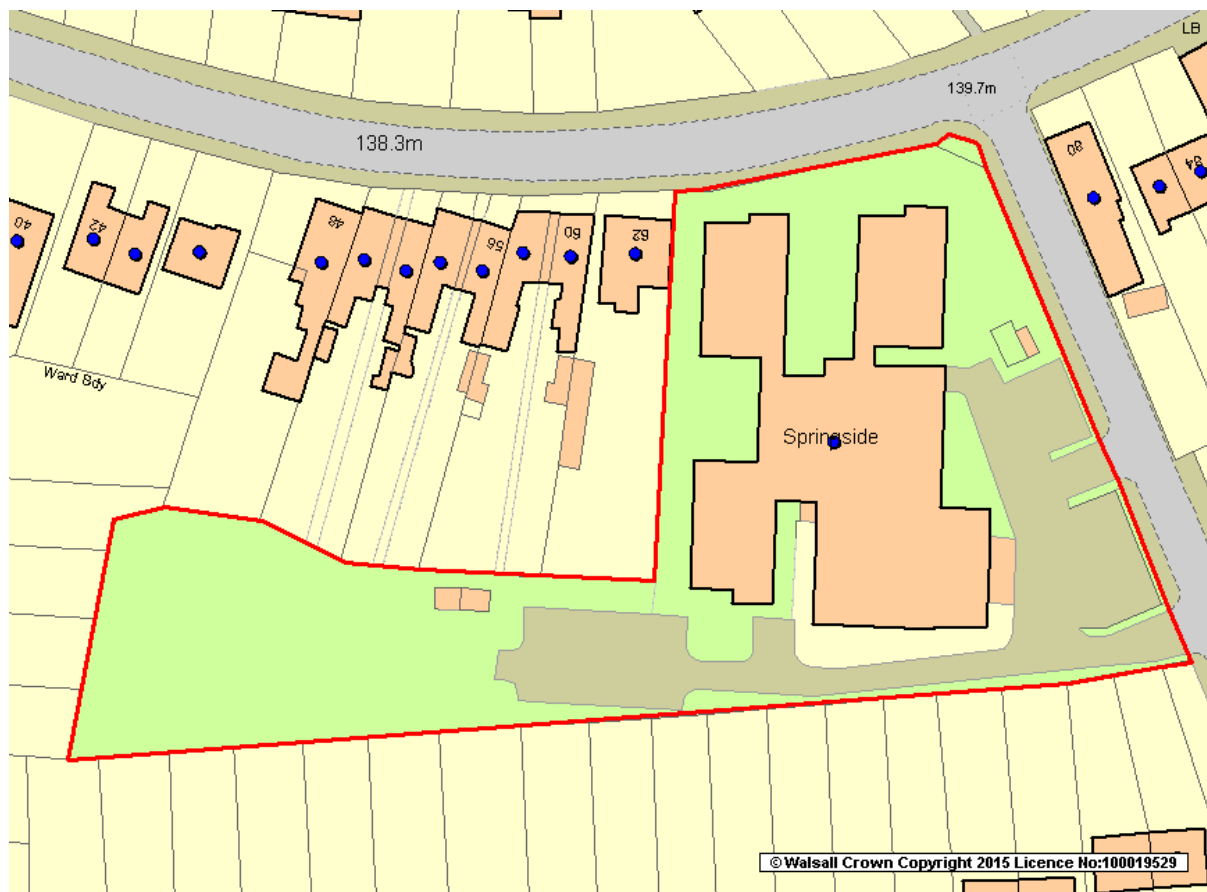 LB
139.7m
138.3m
80
84
40
42
48
56
60
62
Ward Bdy
Springside
© Walsall Crown Copyright 2015 Licence No:100019529